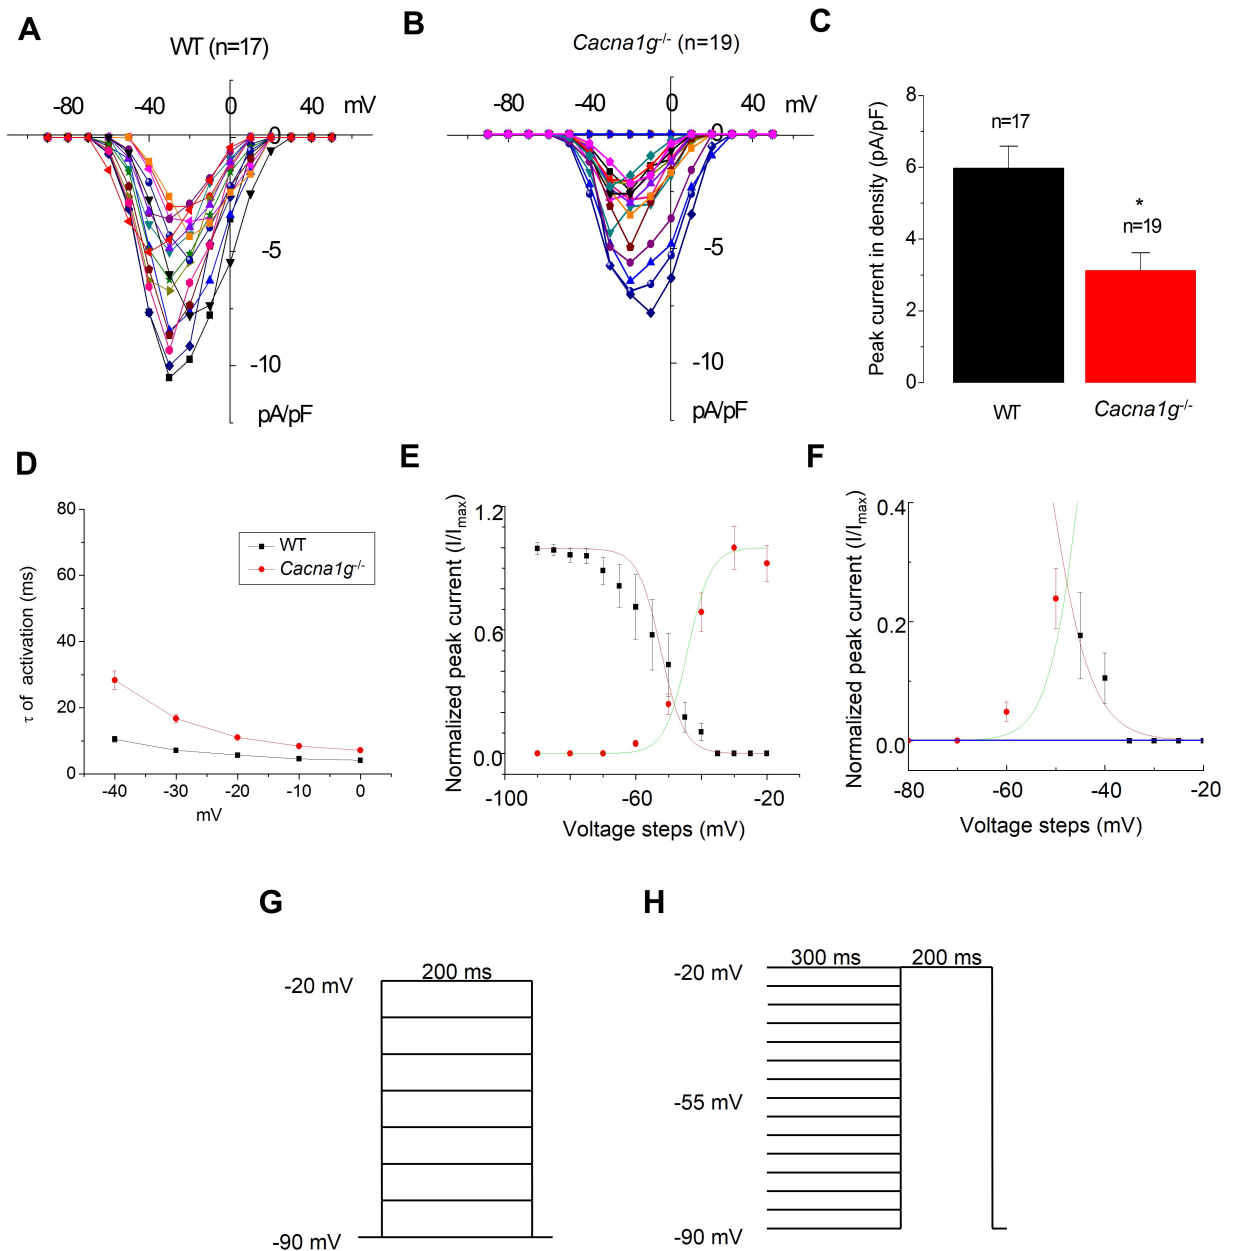 A
WT (n=17)
-80 -40 0 40 mV
0
-5
-10
pA/pF
B
Cacna1g-/- (n=19)
-80 -40 0 40 mV
0
-5
-10
pA/pF
C
Peak current in density (pA/pF)
8
6
4
2
0
n=17
*
n=19
WT
Cacna1g-/-
D
τ of activation (ms)
80
60
40
20
0
WT
Cacna1g-/-
-40 -30 -20 -10 0
mV
E
Normalized peak current (I/Imax)
1.2
0.6
0.0
-100 -60 -20
Voltage steps (mV)
F
Normalized peak current (I/Imax)
0.4
0.2
0.0
-80 -60 -40 -20
Voltage steps (mV)
G
200 ms
-20 mV
-90 mV
H
300 ms 200 ms
-20 mV
-55 mV
-90 mV